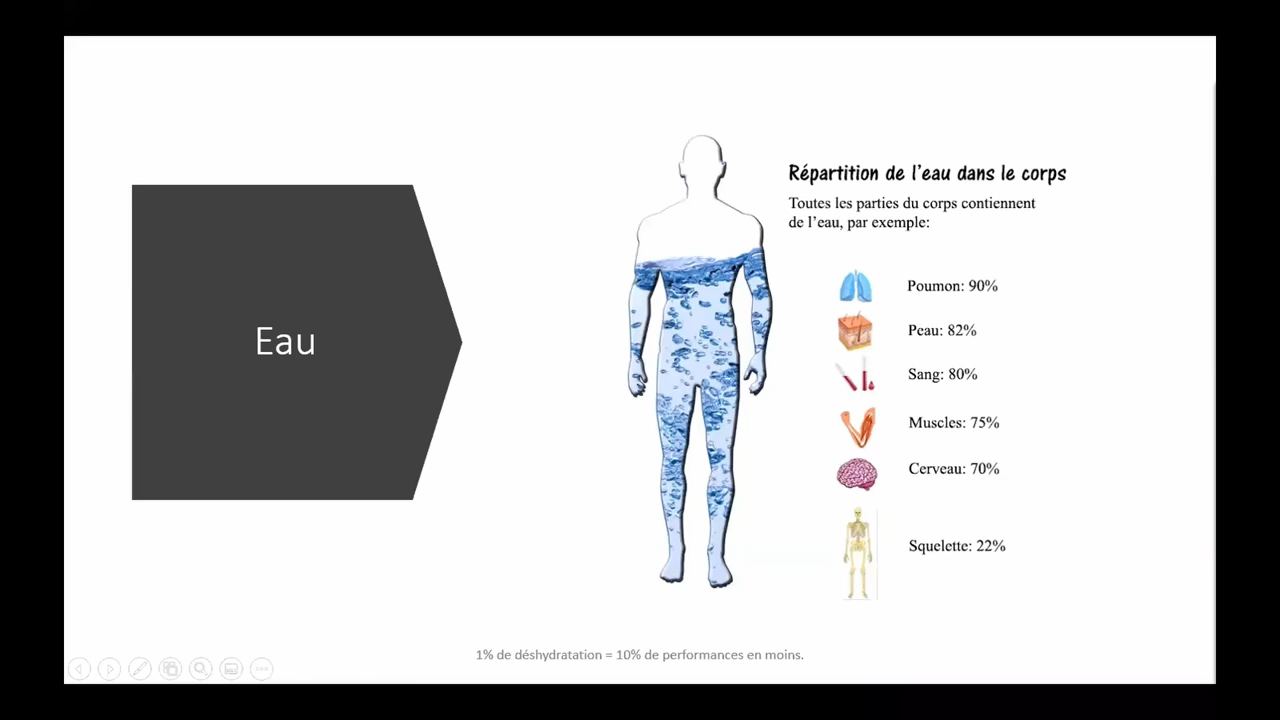 Eau
Répartition de l'eau dans le corps
Toutes les parties du corps contiennent
de l'eau, par exemple:
Poumon: 90%
Peau: 82%
Sang: 80%
Muscles: 75%
Cerveau: 70%
Squelette: 22%
1% de déshydratation = 10% de performances en moins.